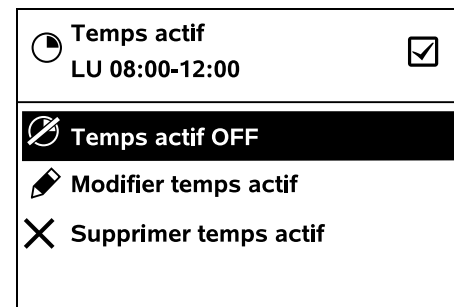 Temps actif
LU 08:00-12:00
Temps actif OFF
Modifier temps actif
Supprimer temps actif